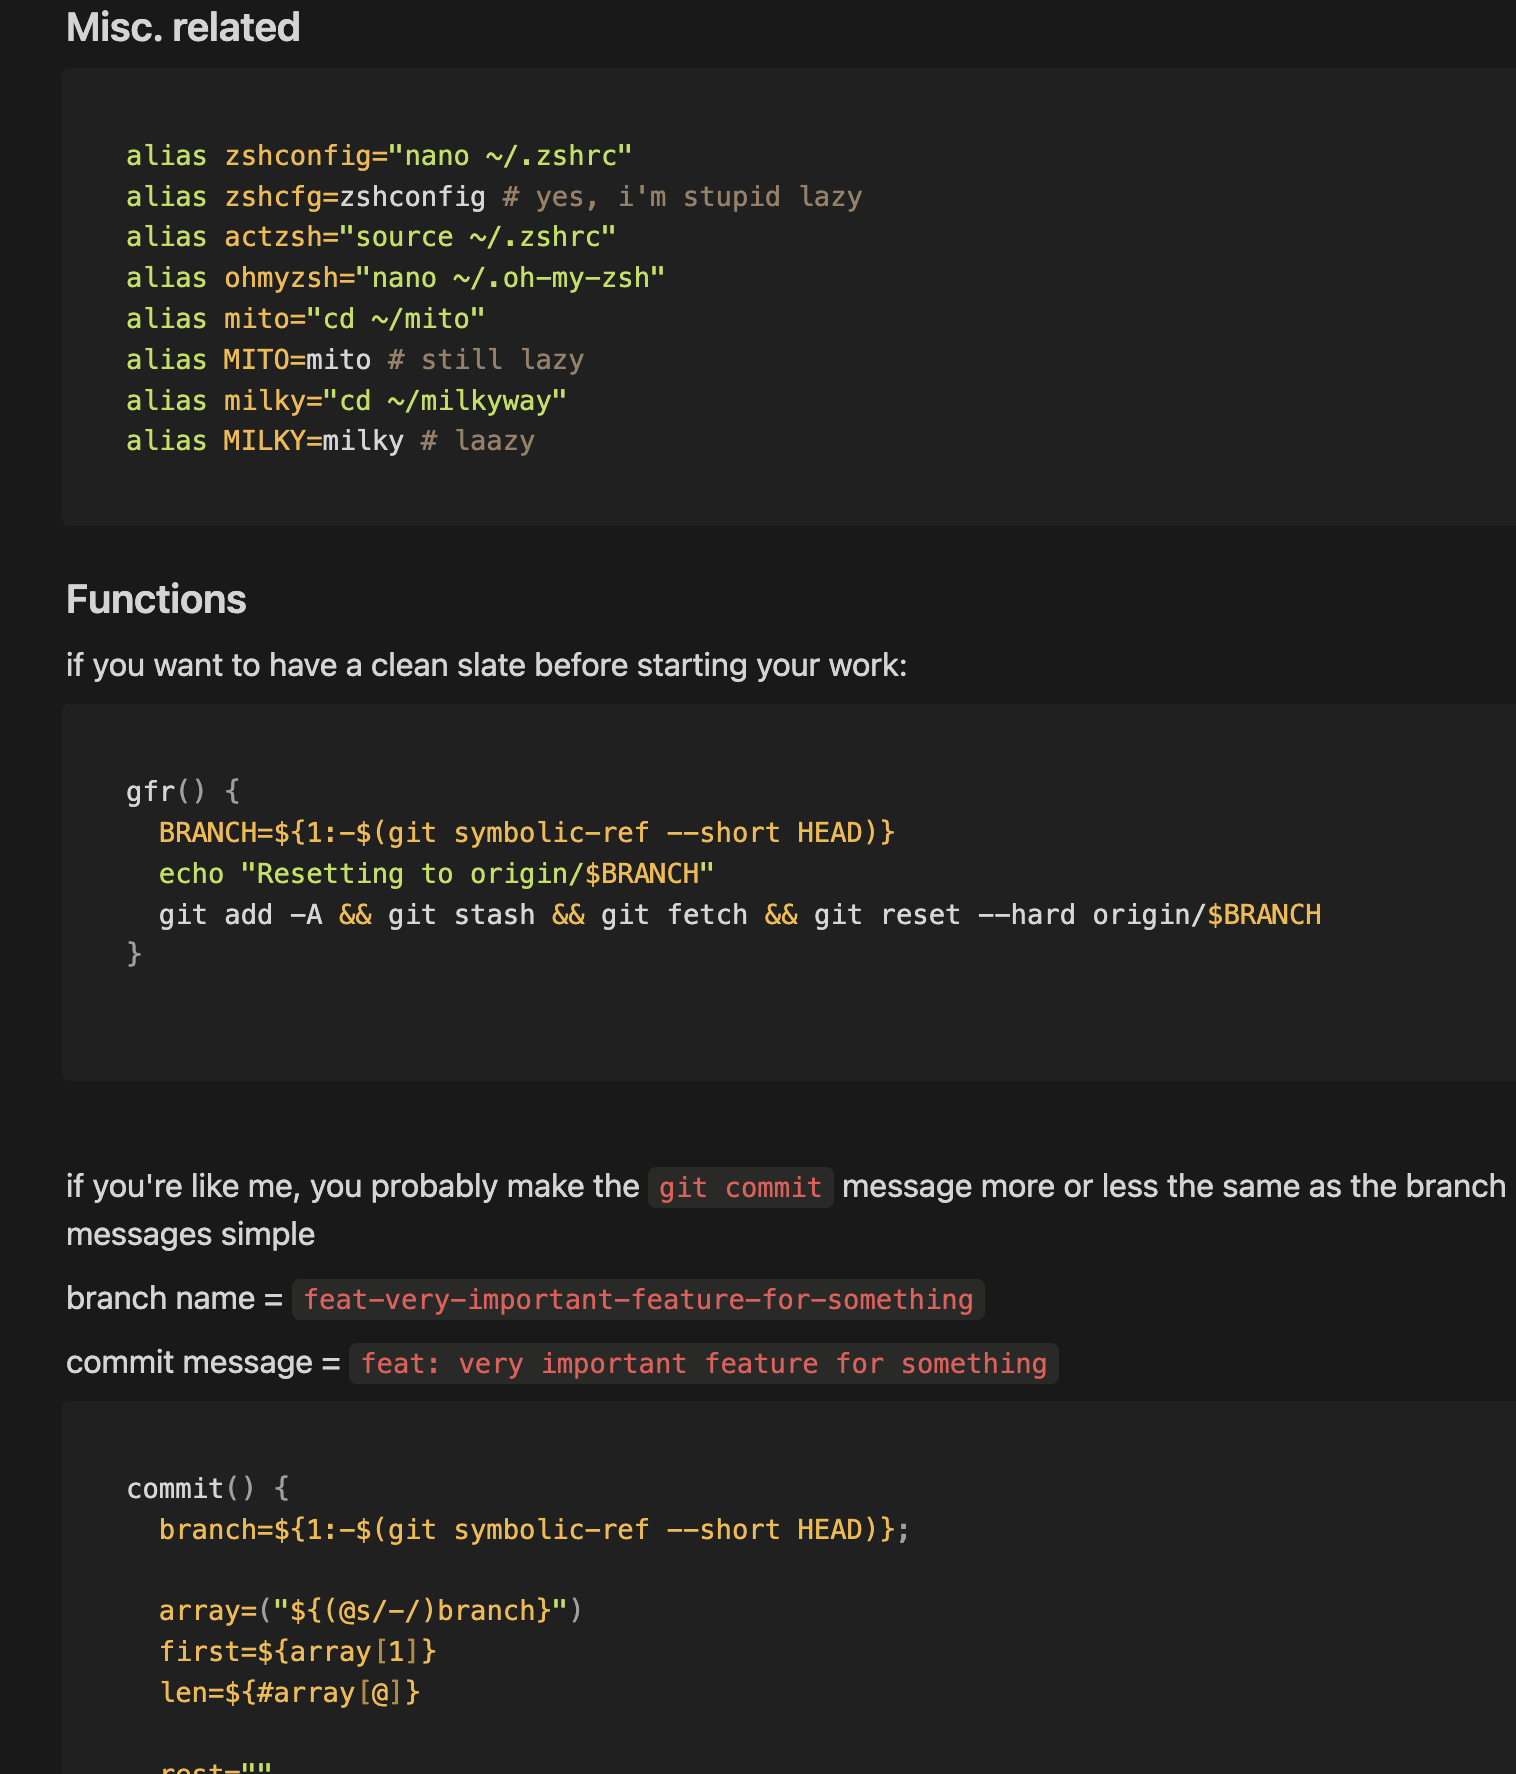 Misc. related
alias zshconfig="nano ~/.zshrc"
alias zshcfg=zshconfig # yes, i'm stupid lazy
alias actzsh="source ~/.zshrc"
alias ohmyzsh="nano ~/.oh-my-zsh"
alias mito="cd ~/mito"
alias MITO=mito # still lazy
alias milky="cd ~/milkyway"
alias MILKY=milky # laazy
Functions
if you want to have a clean slate before starting your work:
gfr() {
  BRANCH=${1:-$(git symbolic-ref --short HEAD)}
  echo "Resetting to origin/$BRANCH"
  git add -A && git stash && git fetch && git reset --hard origin/$BRANCH
}
if you're like me, you probably make the git commit message more or less the same as the branch
messages simple
branch name = feat-very-important-feature-for-something
commit message = feat: very important feature for something
commit() {
  branch=${1:-$(git symbolic-ref --short HEAD)};
  array=("${(@s/-/)branch}")
  first=${array[1]}
  len=${#array[@]}
  rest=""